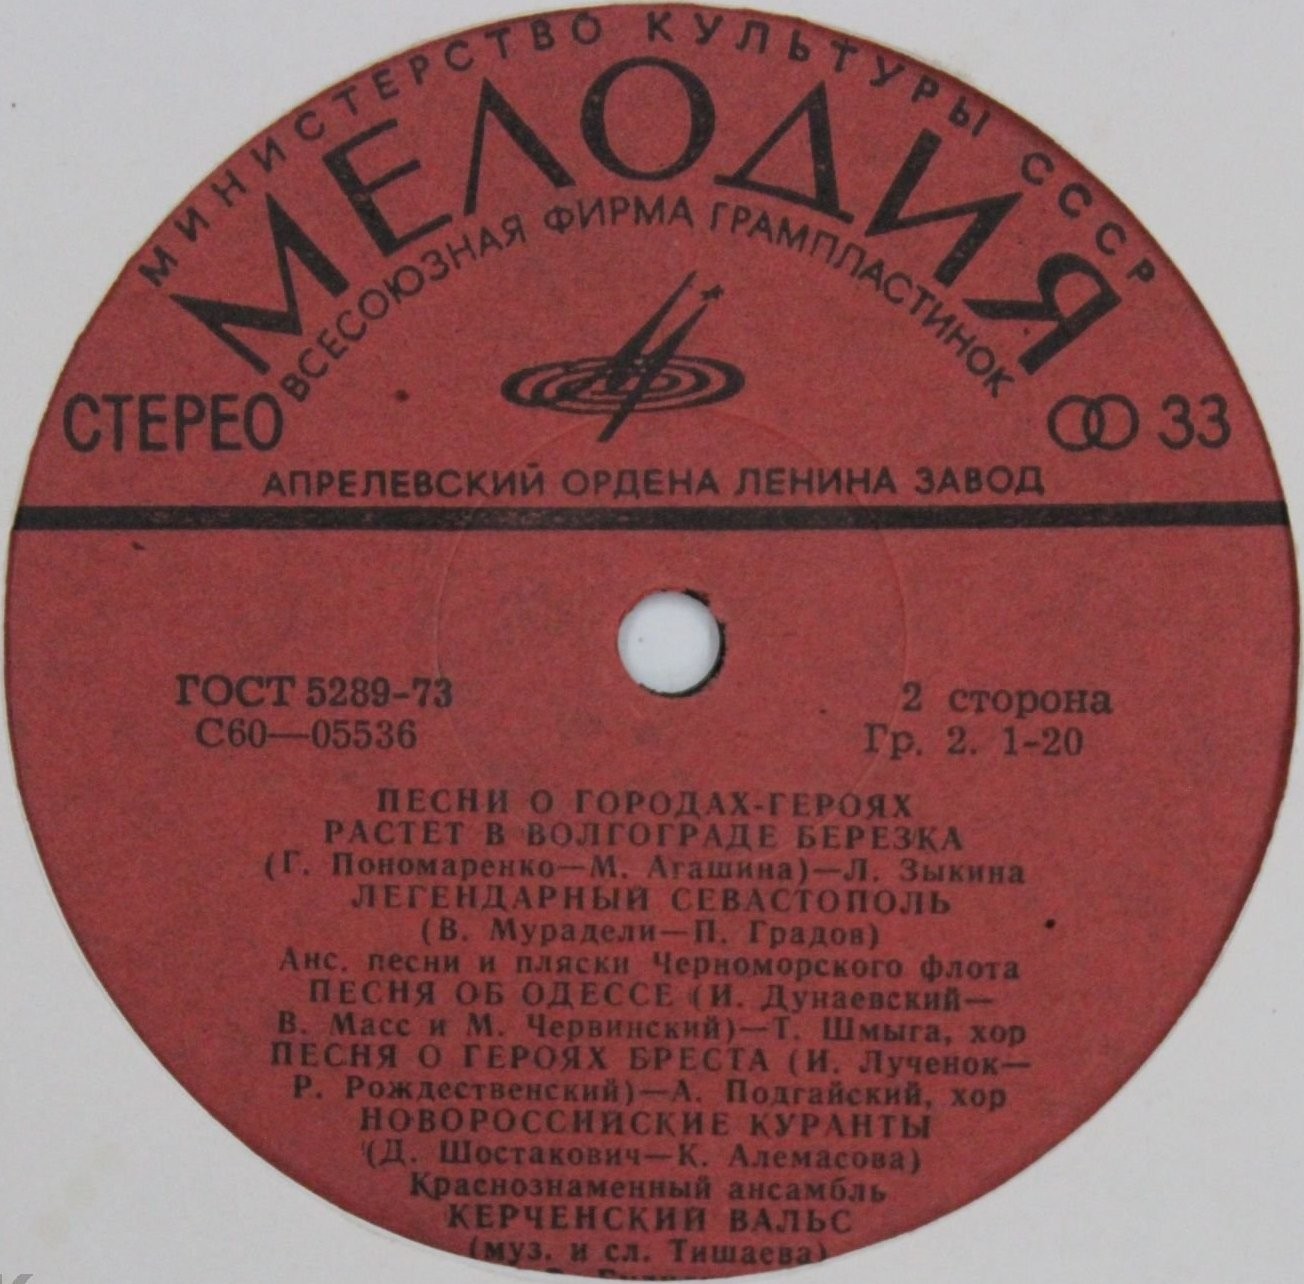 МИНИСТЕРСТВО КУЛЬТУРЫ СССР
МЕЛОДИЯ
ВСЕСОЮЗНАЯ ФИРМА ГРАМПЛАСТИНОК
СТЕРЕО
33
АПРЕЛЕВСКИЙ ОРДЕНА ЛЕНИНА ЗАВОД
ГОСТ 5289-73
2 сторона
С60—05536
Гр. 2. 1-20
ПЕСНИ О ГОРОДАХ-ГЕРОЯХ
РАСТЕТ В ВОЛГОГРАДЕ БЕРЕЗКА
(Г. Пономаренко—М. Агашина)—Л. Зыкина
ЛЕГЕНДАРНЫЙ СЕВАСТОПОЛЬ
(В. Мурадели—П. Градов)
Анс. песни и пляски Черноморского флота
ПЕСНЯ ОБ ОДЕССЕ (И. Дунаевский—
В. Масс и М. Червинский)—Т. Шмыга, хор
ПЕСНЯ О ГЕРОЯХ БРЕСТА (И. Лученок—
Р. Рождественский)—А. Подгайский, хор
НОВОРОССИЙСКИЕ КУРАНТЫ
(Д. Шостакович—К. Алемасова)
Краснознаменный ансамбль
КЕРЧЕНСКИЙ ВАЛЬС
(муз. и сл. Тишаева)